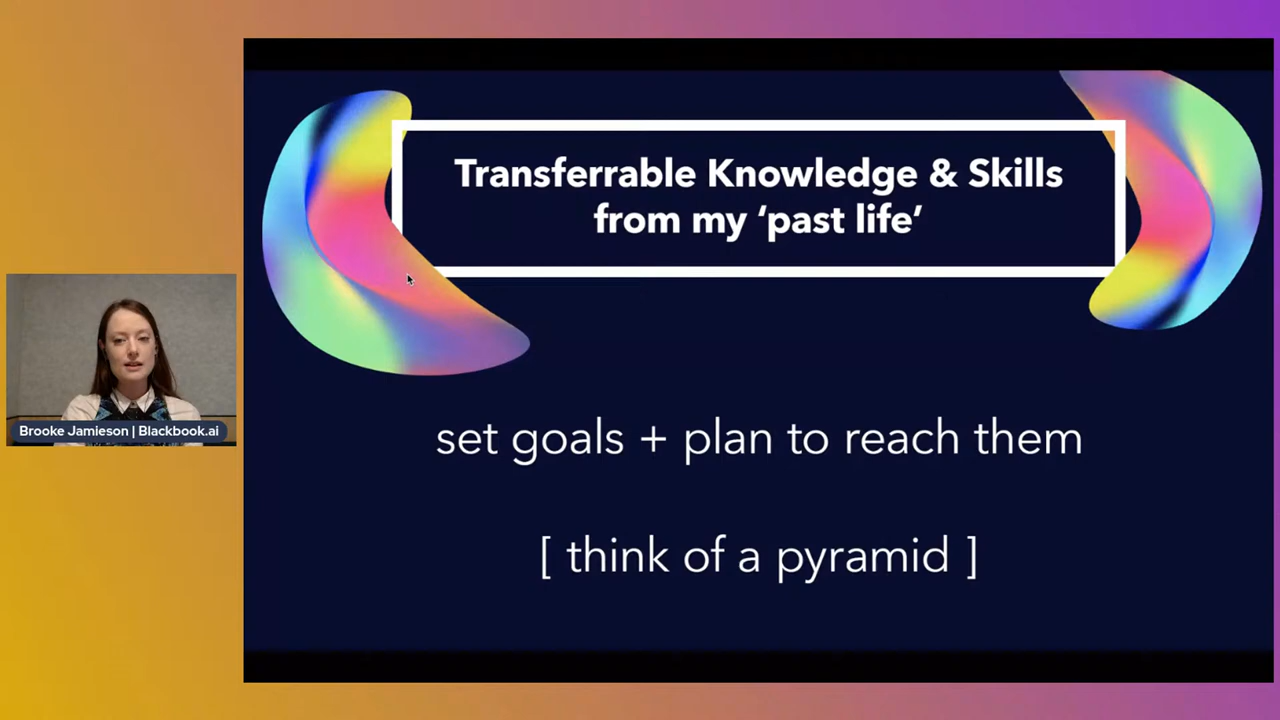 Transferrable Knowledge & Skills
from my ‘past life’
set goals + plan to reach them
[ think of a pyramid ]
Brooke Jamieson | Blackbook.ai